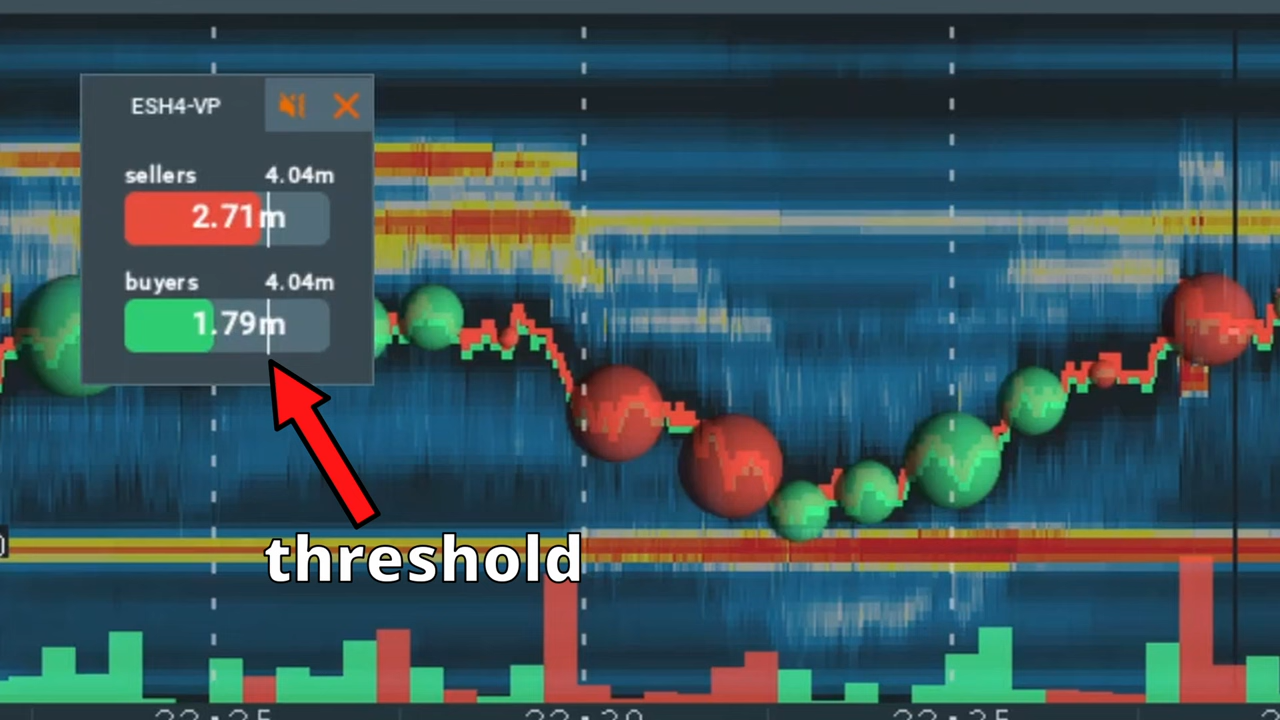 ESH4-VP
sellers 4.04m
2.71m
buyers 4.04m
1.79m
threshold